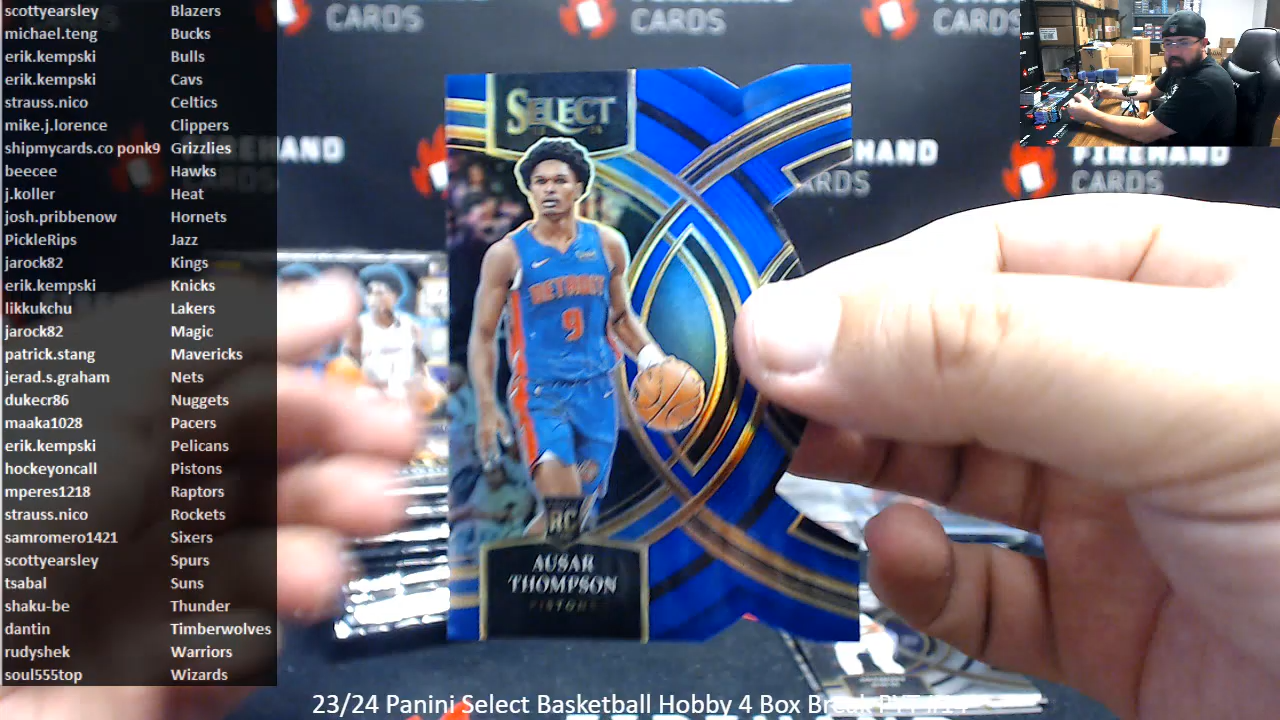 scottyearsley Blazers
michael.teng Bucks
erik.kempski Bulls
erik.kempski Cavs
strauss.nico Celtics
mike.j.lorence Clippers
shipmycards.co ponk9 Grizzlies
beecee Hawks
j.koller Heat
josh.pribbenow Hornets
PickleRips Jazz
jarock82 Kings
erik.kempski Knicks
likkukchu Lakers
jarock82 Magic
patrick.stang Mavericks
jerad.s.graham Nets
dukecr86 Nuggets
maaka1028 Pacers
erik.kempski Pelicans
hockeyoncall Pistons
mperes1218 Raptors
strauss.nico Rockets
samromero1421 Sixers
scottyearsley Spurs
tsabal Suns
shaku-be Thunder
dantin Timberwolves
rudyshek Warriors
soul555top Wizards
CARDS
CARDS
CARDS
FIREHAND
CARDS
SELECT
DETROIT
9
RC
AUSAR
THOMPSON
PISTONS
23/24 Panini Select Basketball Hobby 4 Box Break PYT #14